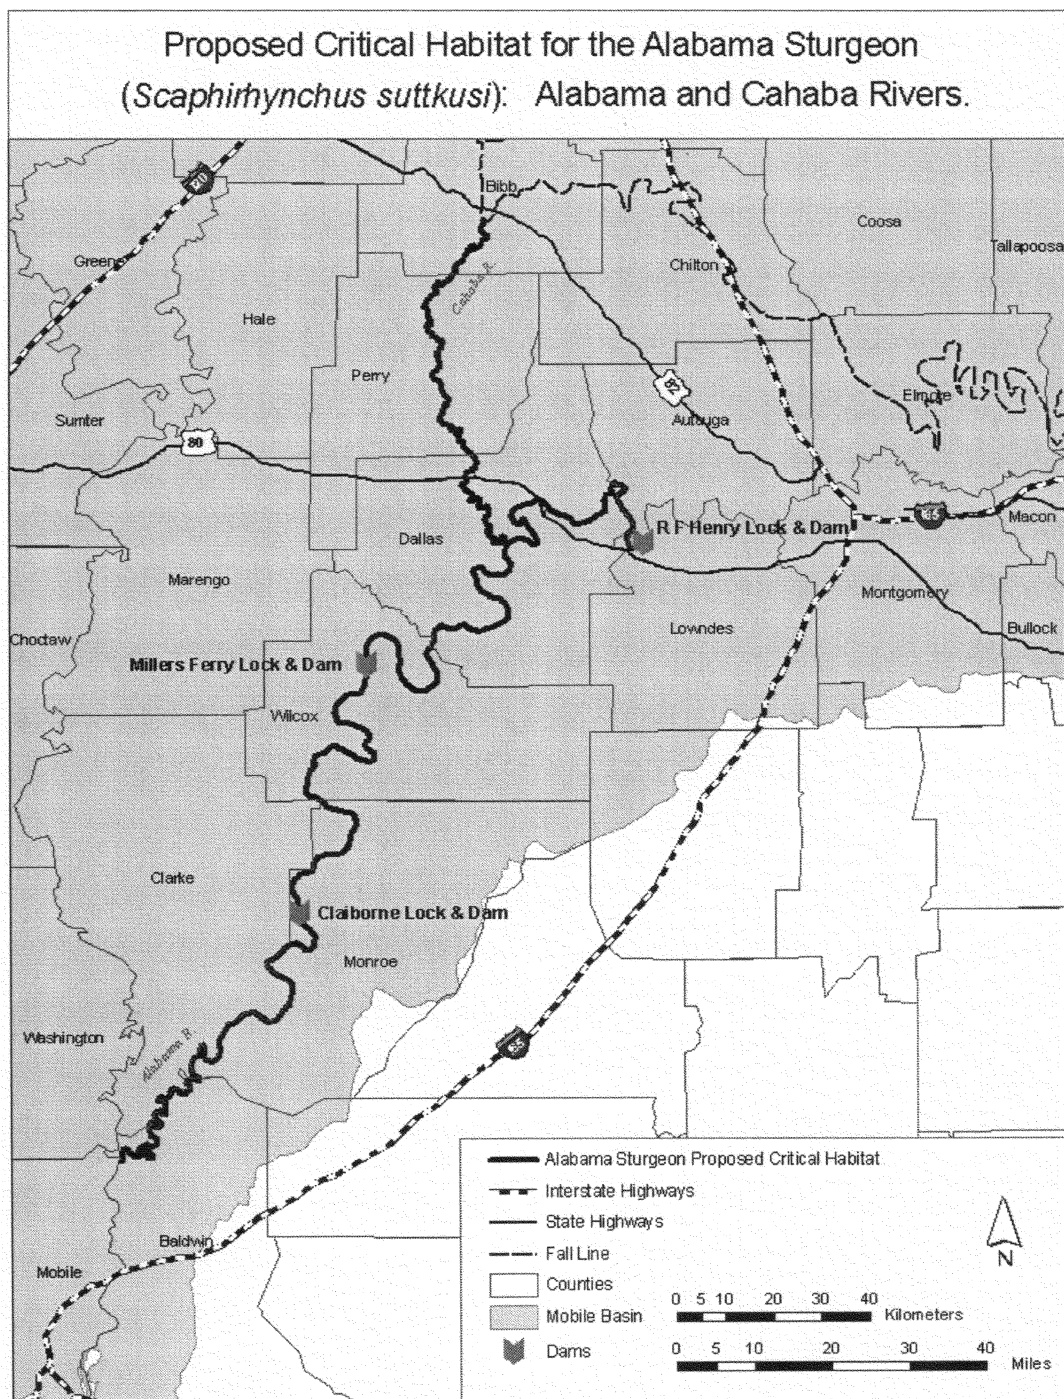 Proposed Critical Habitat for the Alabama Sturgeon
(Scaphirhynchus suttkusi): Alabama and Cahaba Rivers.
20
Bibb
Coosa
Tallapoosa
Greene
Chilton
Cahaba R.
Hale
Perry
82
Elmore
Sumter
80
Autauga
Dallas
R F Henry Lock & Dam
Macon
Marengo
Montgomery
Choctaw
Lowndes
Bullock
Millers Ferry Lock & Dam
Wilcox
Clarke
Claiborne Lock & Dam
Monroe
Washington
Alabama R.
Baldwin
Mobile
Alabama Sturgeon Proposed Critical Habitat
Interstate Highways
State Highways
Fall Line
Counties
Mobile Basin
Dams
N
0 5 10 20 30 40
Kilometers
0 10 20 30 40
Miles